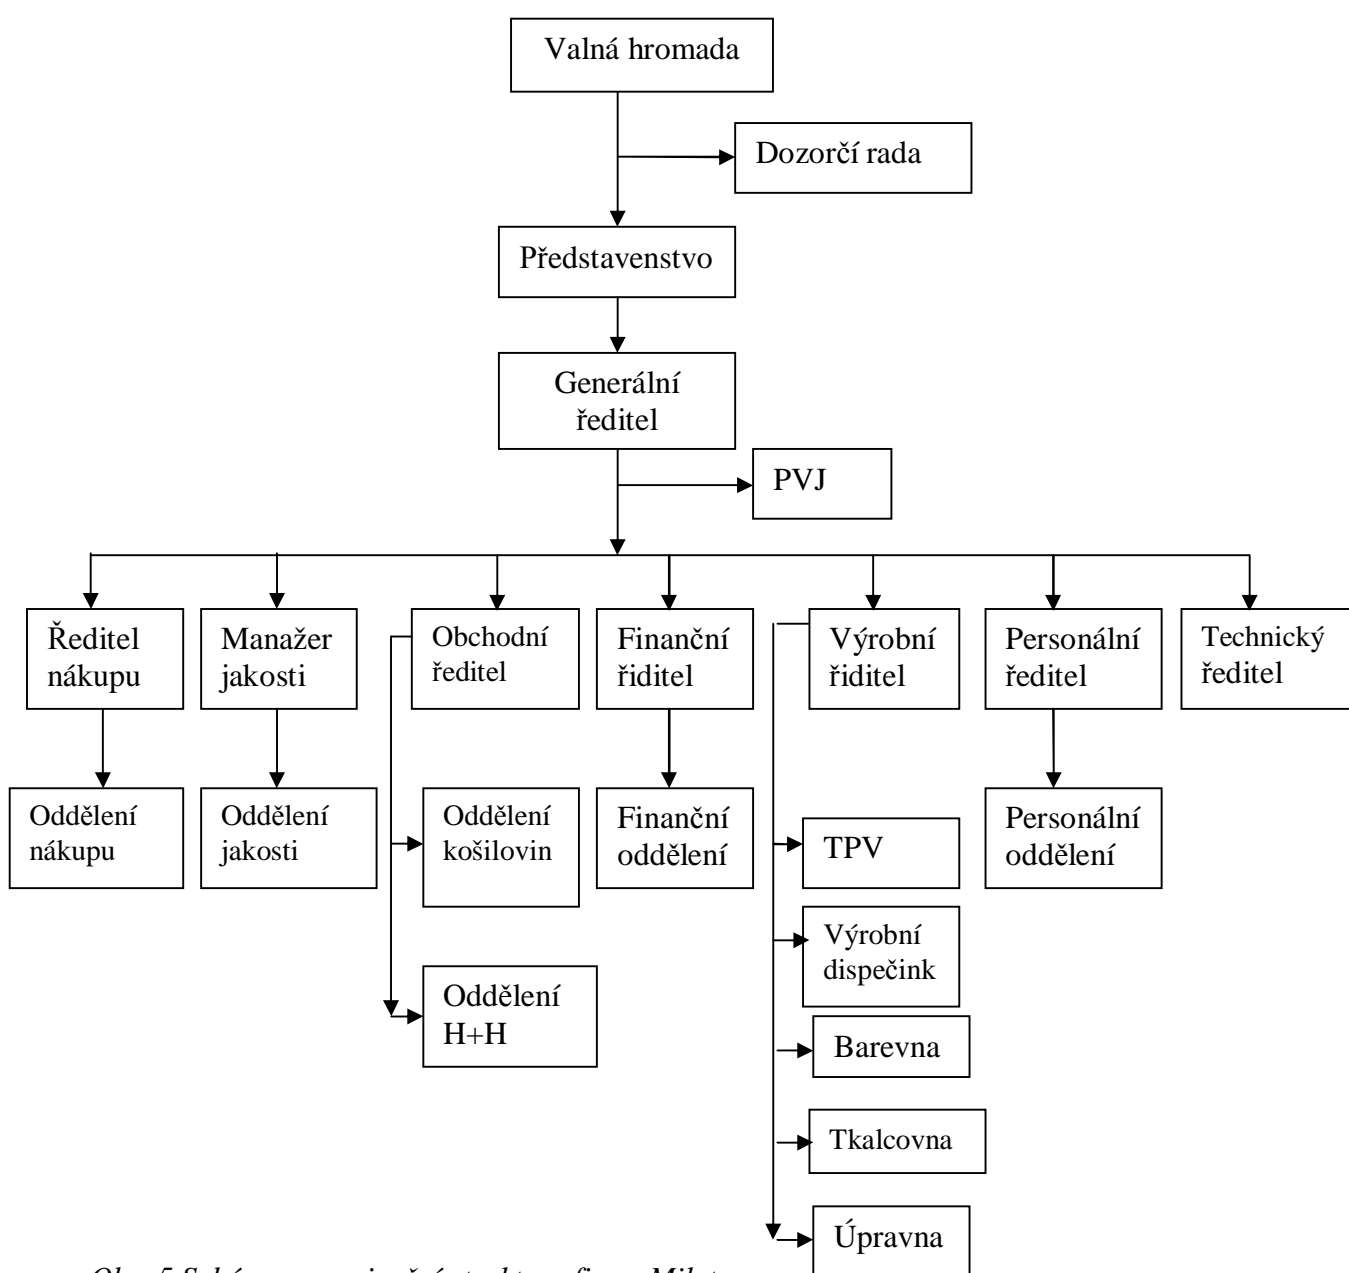 Valná hromada
Dozorčí rada
Představenstvo
Generální
ředitel
PVJ
Ředitel
nákupu
Manažer
jakosti
Obchodní
ředitel
Finanční
řiditel
Výrobní
řiditel
Personální
ředitel
Technický
ředitel
Oddělení
nákupu
Oddělení
jakosti
Oddělení
košilovin
Finanční
oddělení
TPV
Personální
oddělení
Výrobní
dispečink
Oddělení
H+H
Barevna
Tkalcovna
Úpravna